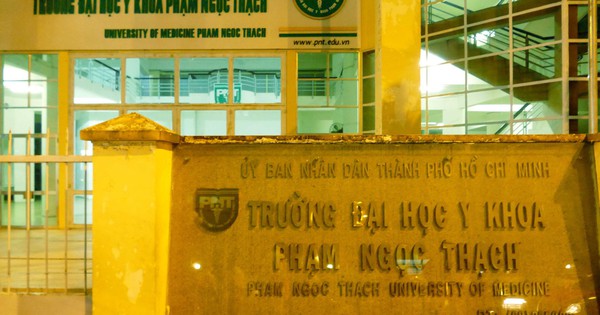 TRƯỜNG ĐẠI HỌC Y KHOA PHẠM NGỌC THẠCH
UNIVERSITY OF MEDICINE PHAM NGOC THACH
www.pnt.edu.vn
ỦY BAN NHÂN DÂN THÀNH PHỐ HỒ CHÍ MINH
PNT
TRƯỜNG ĐẠI HỌC Y KHOA
PHẠM NGỌC THẠCH
PHAM NGOC THACH UNIVERSITY OF MEDICINE